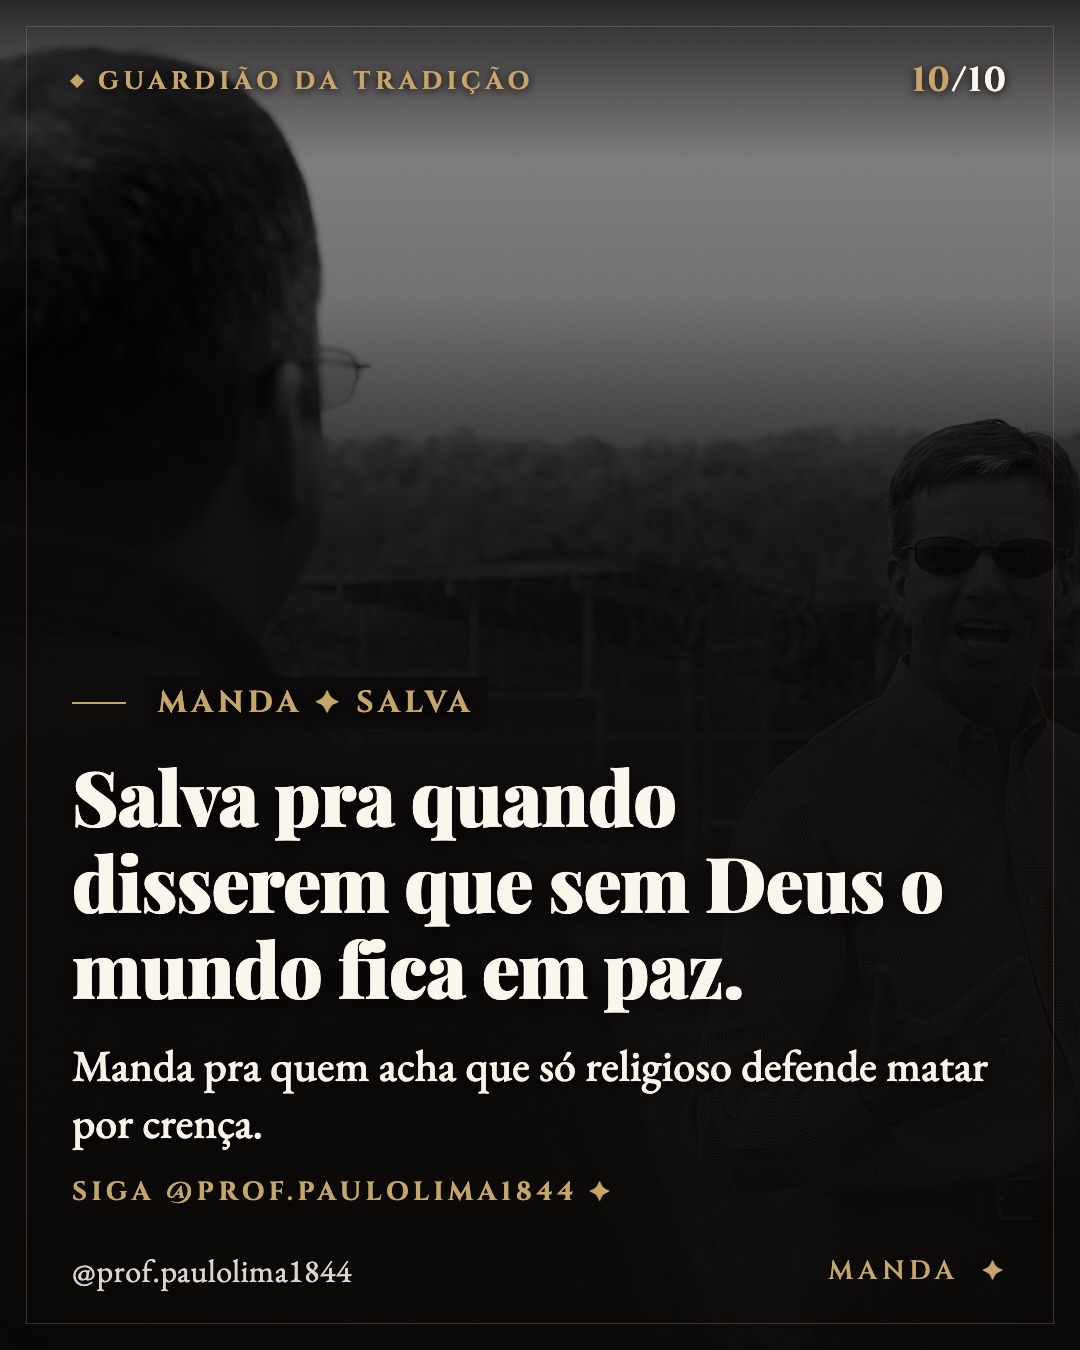 GUARDIÃO DA TRADIÇÃO
10/10
MANDA ✦ SALVA
Salva pra quando
disserem que sem Deus o
mundo fica em paz.
Manda pra quem acha que só religioso defende matar
por crença.
SIGA @PROF.PAULOLIMA1844 ✦
@prof.paulolima1844
MANDA ✦